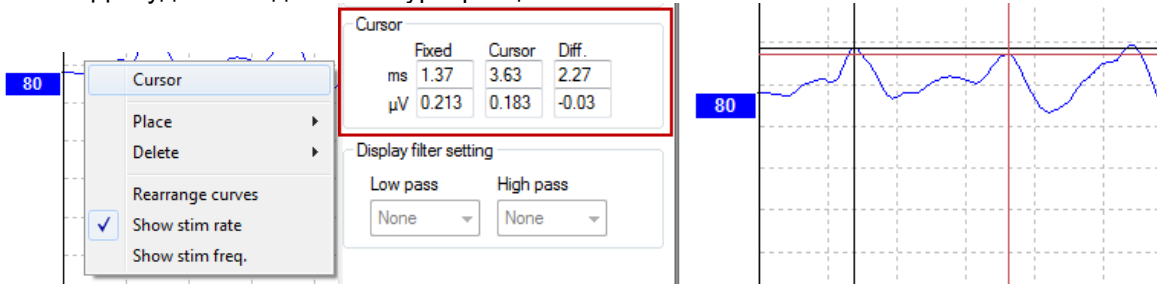 80
Cursor
Place
Delete
Rearrange curves
Show stim rate
Show stim freq.
Cursor
Fixed Cursor Diff.
ms 1.37 3.63 2.27
µV 0.213 0.183 -0.03
Display filter setting
Low pass High pass
None None
80